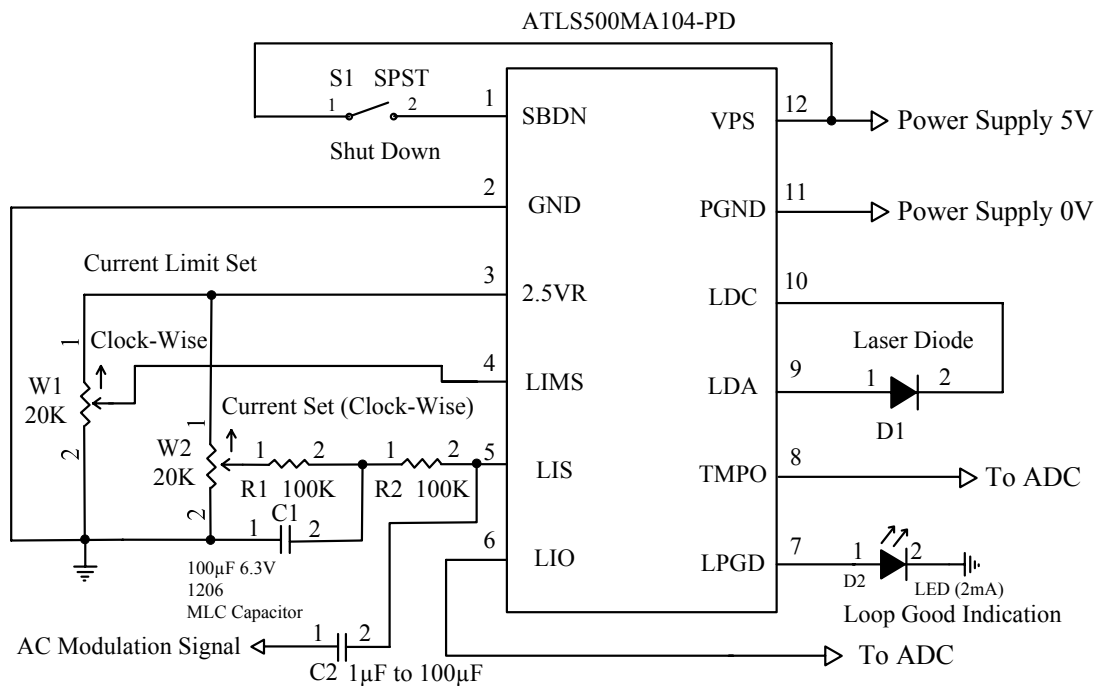 ATLS500MA104-PD
S1 SPST
1 2
Shut Down
1 SBDN
VPS 12
Power Supply 5V
2 GND
PGND 11
Power Supply 0V
Current Limit Set
3 2.5VR
LDC 10
1
Clock-Wise
W1
20K
2
4 LIMS
Laser Diode
LDA 9
1 2
D1
Current Set (Clock-Wise)
1
W2
20K
2
1 2
R1 100K
1 2
R2 100K
5 LIS
TMPO 8
To ADC
C1
1 2
100µF 6.3V
1206
MLC Capacitor
6 LIO
LPGD 7
1 2
D2
LED (2mA)
Loop Good Indication
AC Modulation Signal
1 2
C2 1µF to 100µF
To ADC